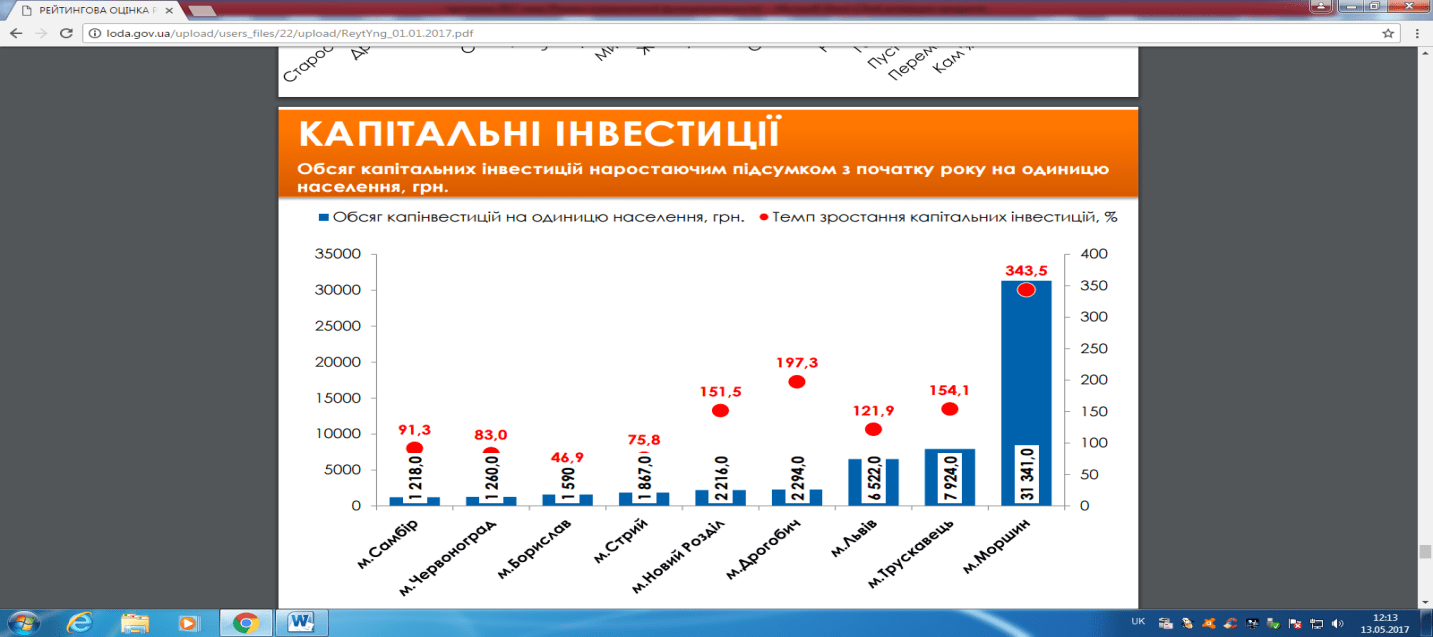 РЕЙТИНГОВА ОЦІНКА Р
loda.gov.ua/upload/users_files/22/upload/ReytYng_01.01.2017.pdf
КАПІТАЛЬНІ ІНВЕСТИЦІЇ
Обсяг капітальних інвестицій наростаючим підсумком з початку року на одиницю
населення, грн.
Обсяг капінвестицій на одиницю населення, грн. Темп зростання капітальних інвестицій, %
35000
30000
25000
20000
15000
10000
5000
0
400
350
300
250
200
150
100
50
0
91,3
83,0
46,9
75,8
151,5
197,3
121,9
154,1
343,5
1 218,0
1 260,0
1 590
1 867,0
2 216,0
2 294,0
6 522,0
7 924,0
31 341,0
м.Самбір
м.Червоноград
м.Борислав
м.Стрий
м.Новий Розділ
м.Дрогобич
м.Львів
м.Трускавець
м.Моршин
UK
12:13
13.05.2017